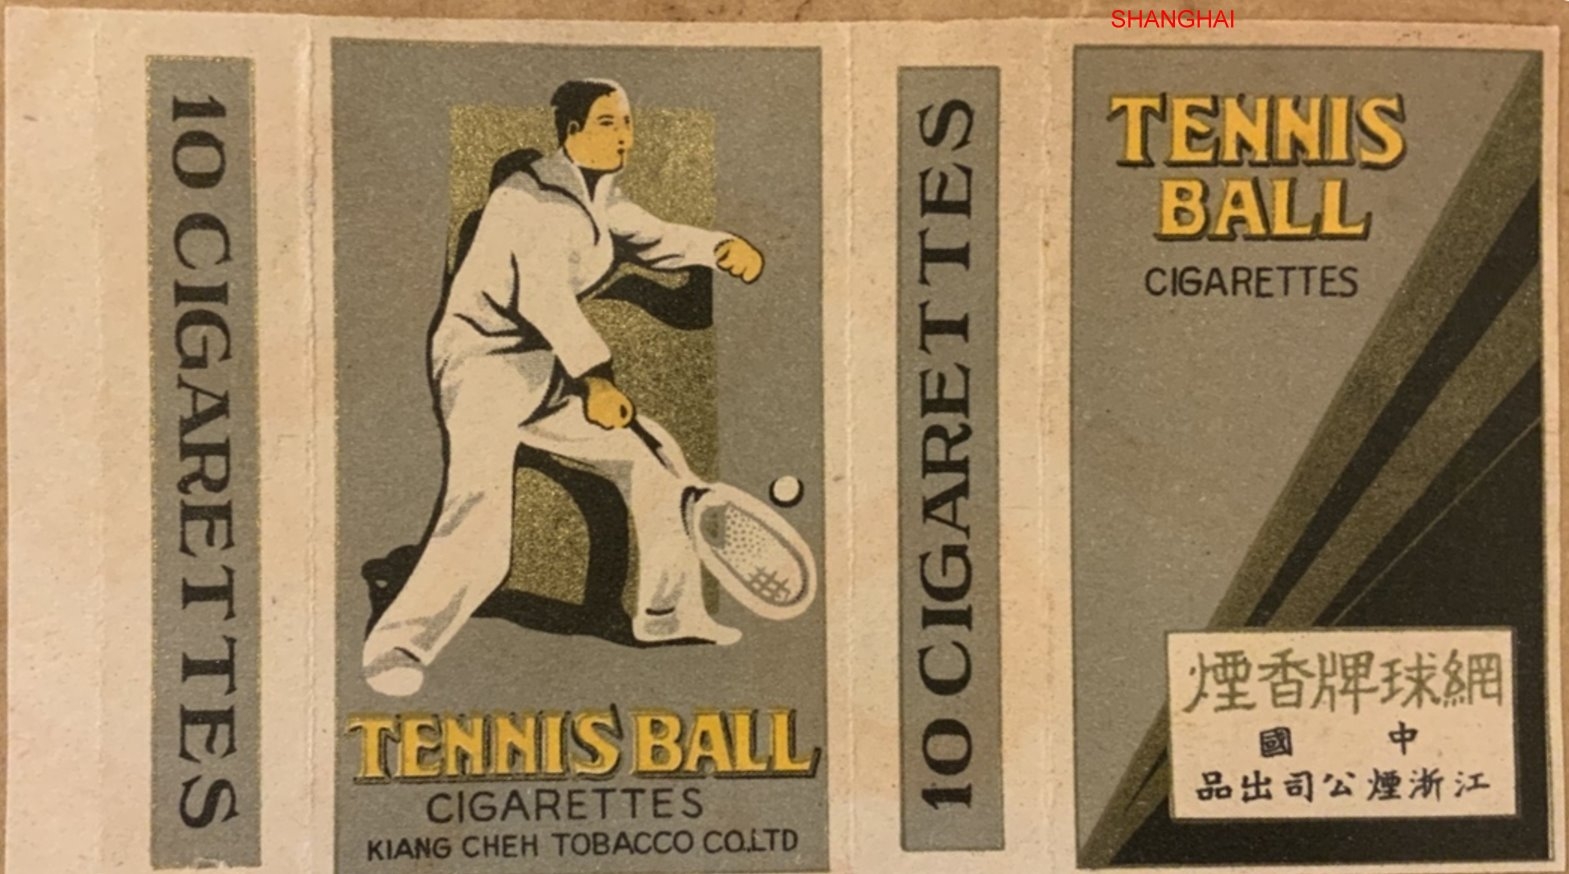 SHANGHAI
10 CIGARETTES
TENNIS BALL
CIGARETTES
KIANG CHEH TOBACCO CO.LTD
10 CIGARETTES
TENNIS
BALL
CIGARETTES
網球牌香煙
中國
江浙煙公司出品